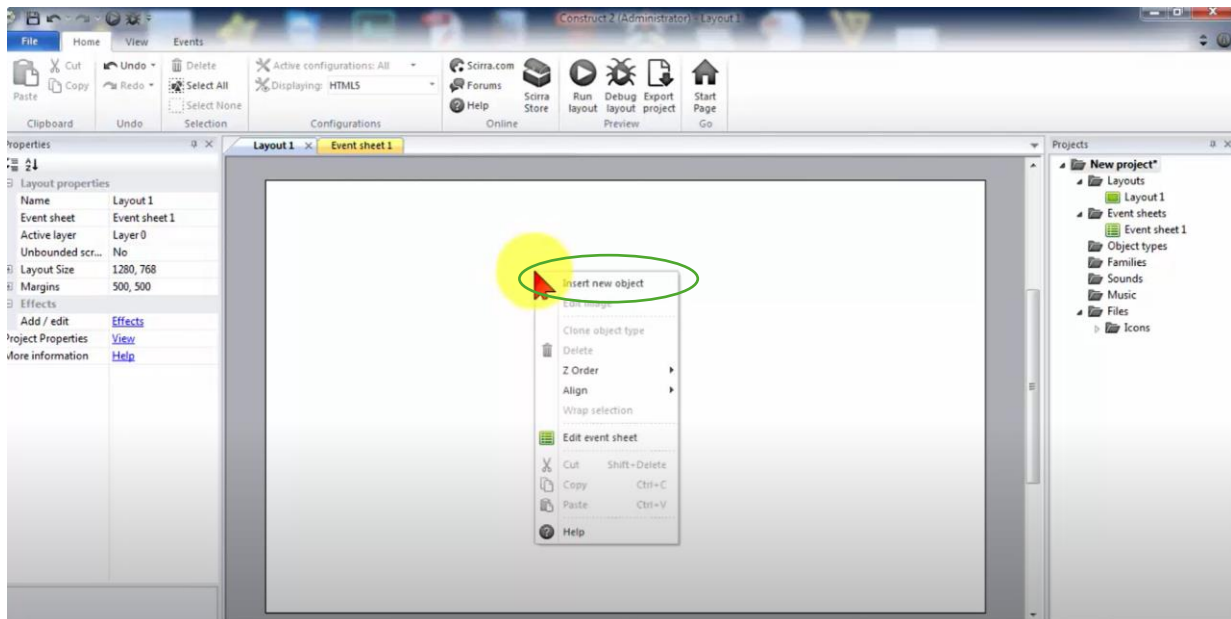 Construct 2 (Administrator) - Layout 1
File Home View Events
Paste
Cut
Copy
Clipboard
Undo
Redo
Undo
Delete
Select All
Select None
Selection
Active configurations: All
Displaying: HTML5
Configurations
Scirra.com
Forums
Help
Scirra Store
Online
Run layout
Debug layout
Export project
Preview
Start Page
Go
Properties
Layout properties
Name Layout 1
Event sheet Event sheet 1
Active layer Layer 0
Unbounded scr... No
Layout Size 1280, 768
Margins 500, 500
Effects
Add / edit Effects
Project Properties View
More information Help
Layout 1 Event sheet 1
Insert new object
Edit image
Clone object type
Delete
Z Order
Align
Wrap selection
Edit event sheet
Cut Shift+Delete
Copy Ctrl+C
Paste Ctrl+V
Help
Projects
New project*
Layouts
Layout 1
Event sheets
Event sheet 1
Object types
Families
Sounds
Music
Files
Icons